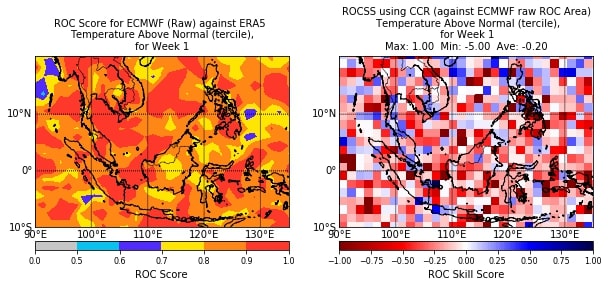 ROC Score for ECMWF (Raw) against ERA5
Temperature Above Normal (tercile),
for Week 1
10°N
0°
10°S
90°E 100°E 110°E 120°E 130°E
0.0 0.5 0.6 0.7 0.8 0.9 1.0
ROC Score
ROCSS using CCR (against ECMWF raw ROC Area)
Temperature Above Normal (tercile),
for Week 1
Max: 1.00 Min: -5.00 Ave: -0.20
10°N
0°
10°S
90°E 100°E 110°E 120°E 130°E
−1.00 −0.75 −0.50 −0.25 0.00 0.25 0.50 0.75 1.00
ROC Skill Score